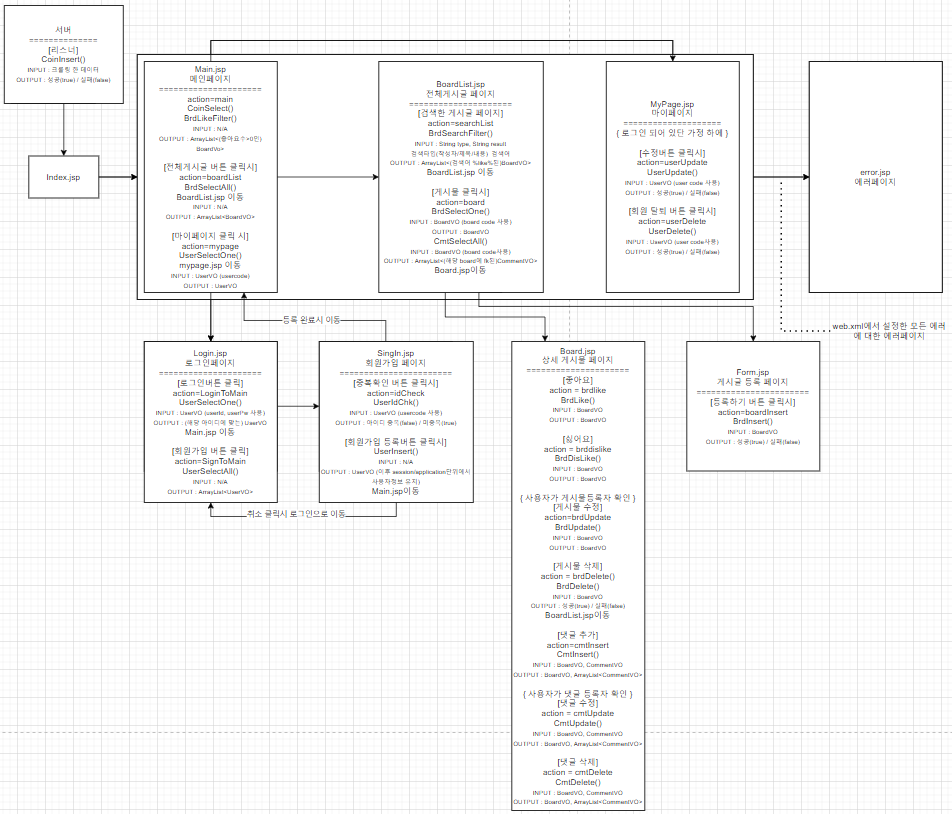 서버
==============
[리스너]
CoinInsert()
INPUT : 크롤링 한 데이터
OUTPUT : 성공(true) / 실패(false)
Index.jsp
Main.jsp
메인페이지
=====================
action=main
CoinSelect()
BrdLikeFilter()
INPUT : N/A
OUTPUT : ArrayList<(좋아요수>0인)
BoardVo>
[전체게시글 버튼 클릭시]
action=boardList
BrdSelectAll()
BoardList.jsp 이동
INPUT : N/A
OUTPUT : ArrayList<BoardVO>
[마이페이지 클릭 시]
action=mypage
UserSelectOne()
mypage.jsp 이동
INPUT : UserVO (usercode)
OUTPUT : UserVO
BoardList.jsp
전체게시글 페이지
=====================
[검색한 게시글 페이지]
action=searchList
BrdSearchFilter()
INPUT : String type, String result
검색타입(작성자/제목/내용) 검색어
OUTPUT : ArrayList<(검색어 %like%된)BoardVO>
BoardList.jsp 이동
[게시물 클릭시]
action=board
BrdSelectOne()
INPUT : BoardVO (board code 사용)
OUTPUT : BoardVO
CmtSelectAll()
INPUT : BoardVO (board code사용)
OUTPUT : ArrayList<(해당 board에 fk된)CommentVO>
Board.jsp이동
MyPage.jsp
마이페이지
====================
{ 로그인 되어 있단 가정 하에 }
[수정버튼 클릭시]
action=userUpdate
UserUpdate()
INPUT : UserVO (user code 사용)
OUTPUT : 성공(true) / 실패(false)
[회원 탈퇴 버튼 클릭시]
action=userDelete
UserDelete()
INPUT : UserVO (user code사용)
OUTPUT : 성공(true) / 실패(false)
error.jsp
에러페이지
web.xml에서 설정한 모든 에러
에 대한 에러페이지
등록 완료시 이동
Login.jsp
로그인페이지
=====================
[로그인버튼 클릭]
action=LoginToMain
UserSelectOne()
INPUT : UserVO (userId, userPw 사용)
OUTPUT : (해당 아이디에 맞는) UserVO
Main.jsp 이동
[회원가입 버튼 클릭]
action=SignToMain
UserSelectAll()
INPUT : N/A
OUTPUT : ArrayList<UserVO>
SingIn.jsp
회원가입 페이지
=======================
[중복확인 버튼 클릭시]
action=idCheck
UserIdChk()
INPUT : UserVO (usercode 사용)
OUTPUT : 아이디 중복(false) / 미중복(true)
[회원가입 등록버튼 클릭시]
UserInsert()
INPUT : N/A
OUTPUT : UserVO (이후 session/application단위에서
사용자정보 유지)
Main.jsp이동
취소 클릭시 로그인으로 이동
Board.jsp
상세 게시물 페이지
=====================
[좋아요]
action = brdlike
BrdLike()
INPUT : BoardVO
OUTPUT : BoardVO
[싫어요]
action = brddislike
BrdDisLike()
INPUT : BoardVO
OUTPUT : BoardVO
{ 사용자가 게시물등록자 확인 }
[게시물 수정]
action=brdUpdate
BrdUpdate()
INPUT : BoardVO
OUTPUT : BoardVO
[게시물 삭제]
action = brdDelete()
BrdDelete()
INPUT : BoardVO
OUTPUT : 성공(true) / 실패(false)
BoardList.jsp이동
[댓글 추가]
action=cmtInsert
CmtInsert()
INPUT : BoardVO, CommentVO
OUTPUT : BoardVO, ArrayList<CommentVO>
{ 사용자가 댓글 등록자 확인 }
[댓글 수정]
action = cmtUpdate
CmtUpdate()
INPUT : BoardVO, CommentVO
OUTPUT : BoardVO, ArrayList<CommentVO>
[댓글 삭제]
action = cmtDelete
CmtDelete()
INPUT : BoardVO, CommentVO
OUTPUT : BoardVO, ArrayList<CommentVO>
Form.jsp
게시글 등록 페이지
=========================
[등록하기 버튼 클릭시]
action=boardInsert
BrdInsert()
INPUT : BoardVO
OUTPUT : 성공(true) / 실패(false)